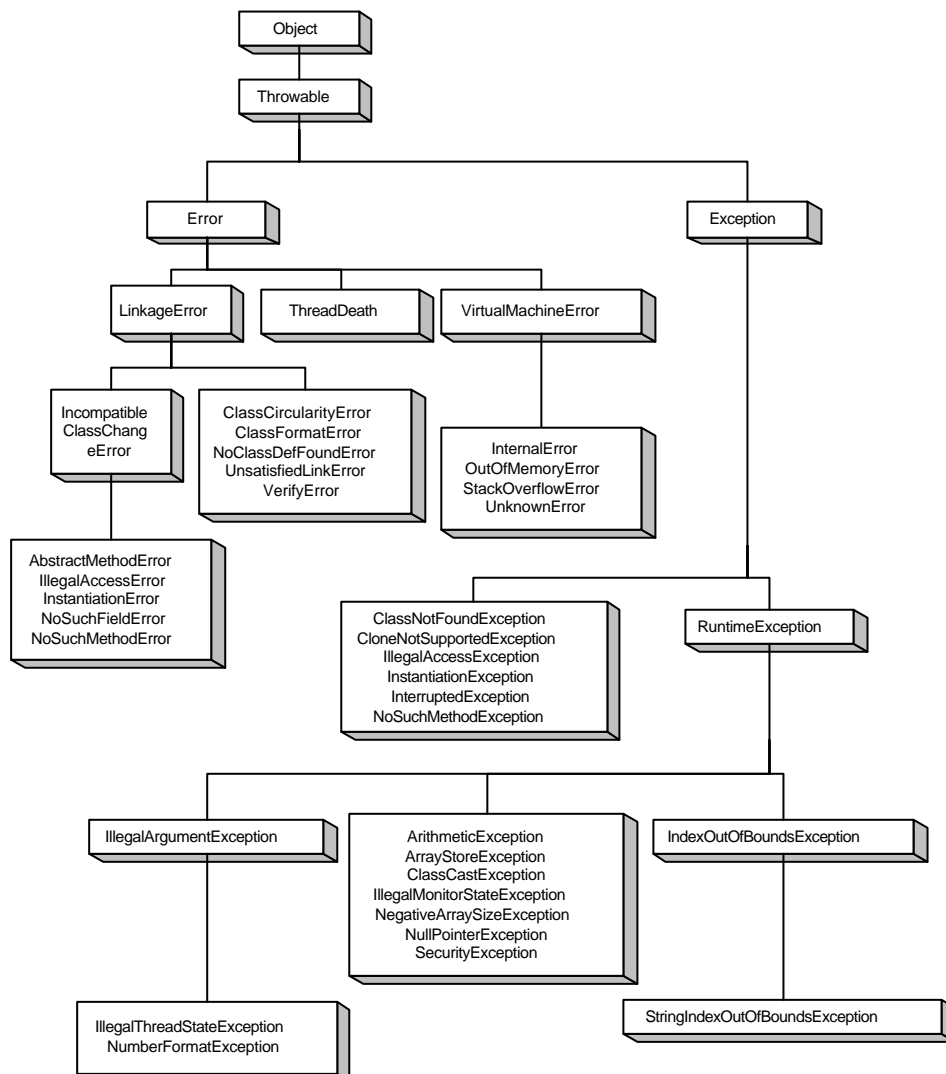 Object
Throwable
Error
Exception
LinkageError
ThreadDeath
VirtualMachineError
Incompatible
ClassChang
eError
ClassCircularityError
ClassFormatError
NoClassDefFoundError
UnsatisfiedLinkError
VerifyError
InternalError
OutOfMemoryError
StackOverflowError
UnknownError
AbstractMethodError
IllegalAccessError
InstantiationError
NoSuchFieldError
NoSuchMethodError
ClassNotFoundException
CloneNotSupportedException
IllegalAccessException
InstantiationException
InterruptedException
NoSuchMethodException
RuntimeException
IllegalArgumentException
ArithmeticException
ArrayStoreException
ClassCastException
IllegalMonitorStateException
NegativeArraySizeException
NullPointerException
SecurityException
IndexOutOfBoundsException
IllegalThreadStateException
NumberFormatException
StringIndexOutOfBoundsException